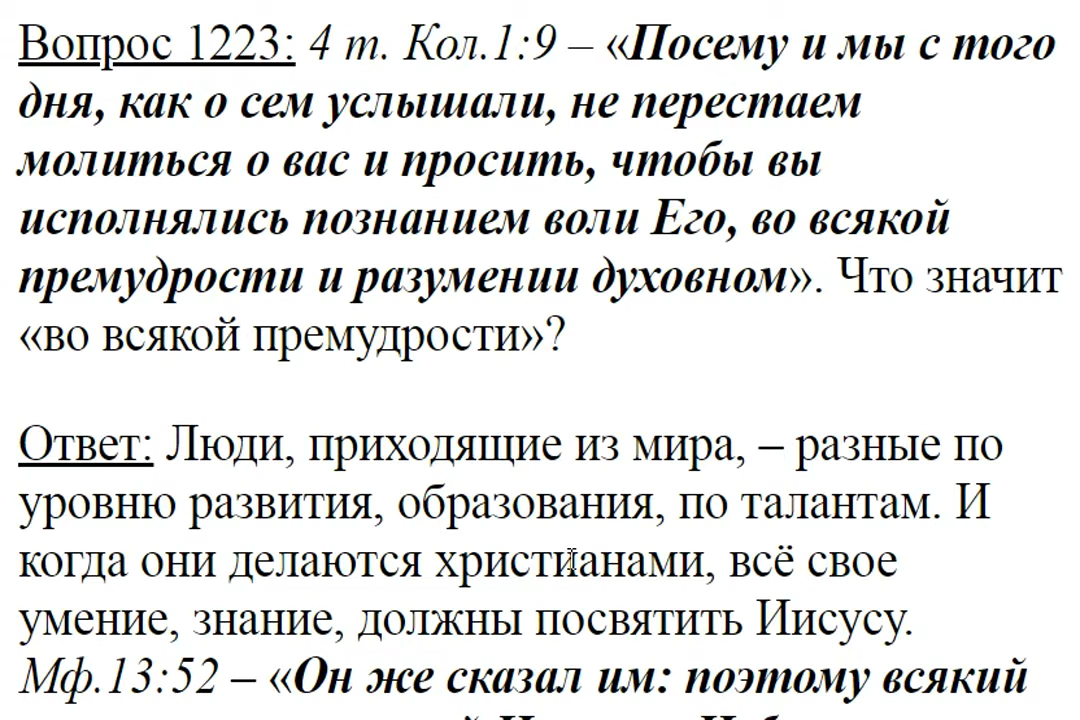 Вопрос 1223: 4 т. Кол.1:9 – «Посему и мы с того
дня, как о сем услышали, не перестаем
молиться о вас и просить, чтобы вы
исполнялись познанием воли Его, во всякой
премудрости и разумении духовном». Что значит
«во всякой премудрости»?
Ответ: Люди, приходящие из мира, – разные по
уровню развития, образования, по талантам. И
когда они делаются христианами, всё свое
умение, знание, должны посвятить Иисусу.
Мф.13:52 – «Он же сказал им: поэтому всякий